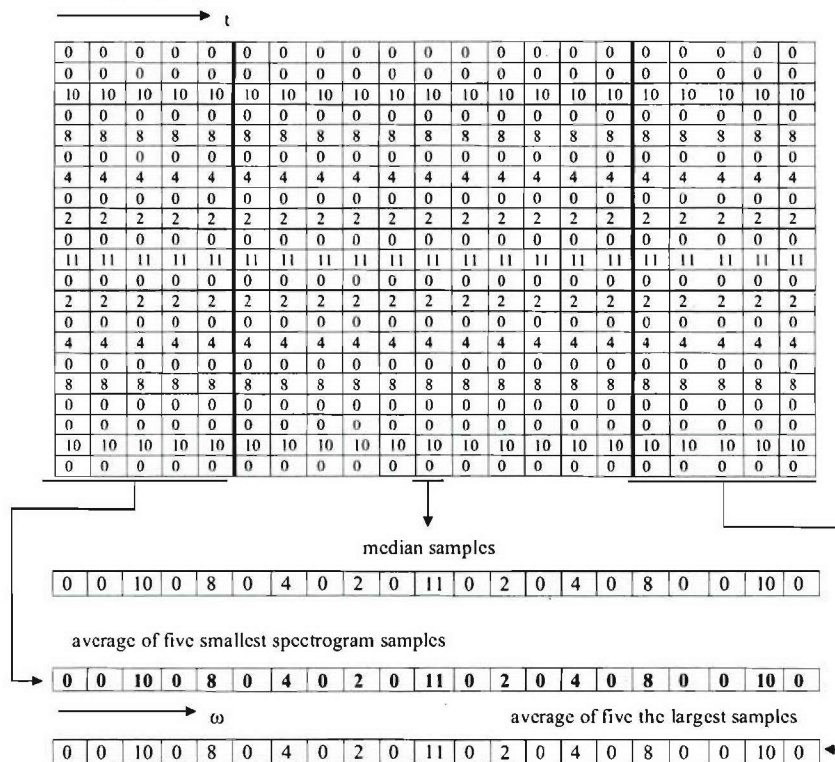 t
0 0 0 0 0 0 0 0 0 0 0 0 0 0 0 0 0 0 0 0 0
0 0 0 0 0 0 0 0 0 0 0 0 0 0 0 0 0 0 0 0 0
10 10 10 10 10 10 10 10 10 10 10 10 10 10 10 10 10 10 10 10 10
0 0 0 0 0 0 0 0 0 0 0 0 0 0 0 0 0 0 0 0 0
8 8 8 8 8 8 8 8 8 8 8 8 8 8 8 8 8 8 8 8 8
0 0 0 0 0 0 0 0 0 0 0 0 0 0 0 0 0 0 0 0 0
4 4 4 4 4 4 4 4 4 4 4 4 4 4 4 4 4 4 4 4 4
0 0 0 0 0 0 0 0 0 0 0 0 0 0 0 0 0 0 0 0 0
2 2 2 2 2 2 2 2 2 2 2 2 2 2 2 2 2 2 2 2 2
0 0 0 0 0 0 0 0 0 0 0 0 0 0 0 0 0 0 0 0 0
11 11 11 11 11 11 11 11 11 11 11 11 11 11 11 11 11 11 11 11 11
0 0 0 0 0 0 0 0 0 0 0 0 0 0 0 0 0 0 0 0 0
2 2 2 2 2 2 2 2 2 2 2 2 2 2 2 2 2 2 2 2 2
0 0 0 0 0 0 0 0 0 0 0 0 0 0 0 0 0 0 0 0 0
4 4 4 4 4 4 4 4 4 4 4 4 4 4 4 4 4 4 4 4 4
0 0 0 0 0 0 0 0 0 0 0 0 0 0 0 0 0 0 0 0 0
8 8 8 8 8 8 8 8 8 8 8 8 8 8 8 8 8 8 8 8 8
0 0 0 0 0 0 0 0 0 0 0 0 0 0 0 0 0 0 0 0 0
0 0 0 0 0 0 0 0 0 0 0 0 0 0 0 0 0 0 0 0 0
10 10 10 10 10 10 10 10 10 10 10 10 10 10 10 10 10 10 10 10 10
0 0 0 0 0 0 0 0 0 0 0 0 0 0 0 0 0 0 0 0 0
median samples
0 0 10 0 8 0 4 0 2 0 11 0 2 0 4 0 8 0 0 10 0
average of five smallest spectrogram samples
0 0 10 0 8 0 4 0 2 0 11 0 2 0 4 0 8 0 0 10 0
ω
average of five the largest samples
0 0 10 0 8 0 4 0 2 0 11 0 2 0 4 0 8 0 0 10 0